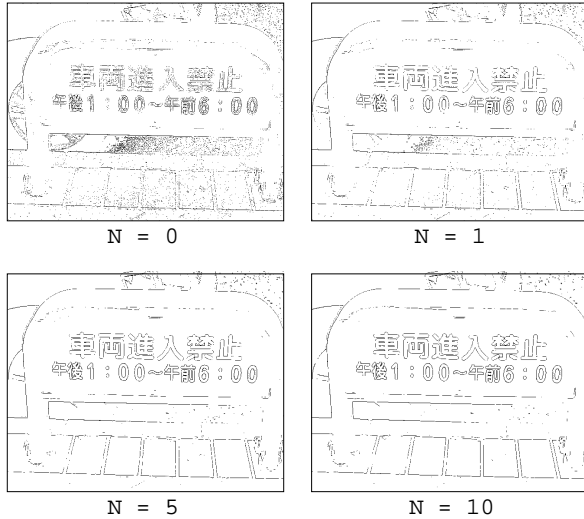 車両進入禁止
午後1:00～午前6:00
N = 0
車両進入禁止
午後1:00～午前6:00
N = 1
車両進入禁止
午後1:00～午前6:00
N = 5
車両進入禁止
午後1:00～午前6:00
N = 10